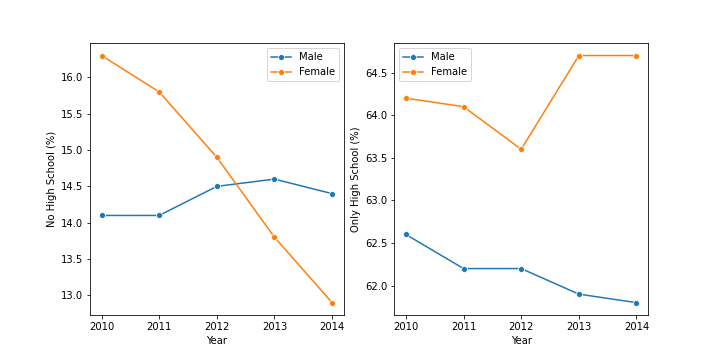 No High School (%)
16.0
15.5
15.0
14.5
14.0
13.5
13.0
2010 2011 2012 2013 2014
Year
Male
Female
Only High School (%)
64.5
64.0
63.5
63.0
62.5
62.0
2010 2011 2012 2013 2014
Year
Male
Female